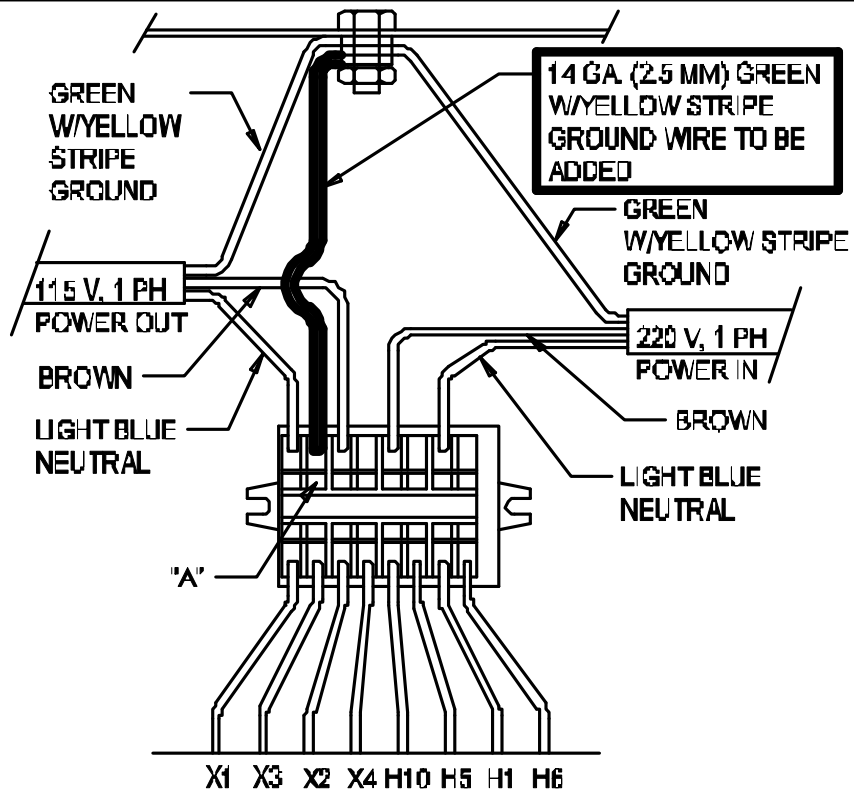 14 GA. (2.5 MM) GREEN
W/YELLOW STRIPE
GROUND WIRE TO BE
ADDED
GREEN
W/YELLOW
STRIPE
GROUND
GREEN
W/YELLOW STRIPE
GROUND
115 V, 1 PH
POWER OUT
220 V, 1 PH
POWER IN
BROWN
BROWN
LIGHT BLUE
NEUTRAL
LIGHT BLUE
NEUTRAL
"A"
X1 X3 X2 X4 H10 H5 H1 H6